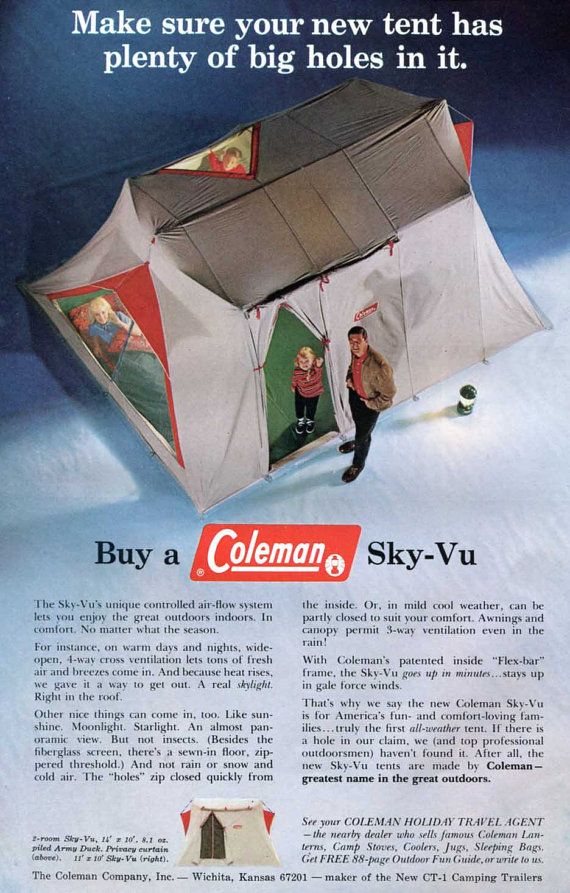 Make sure your new tent has
plenty of big holes in it.
Coleman
Buy a Coleman® Sky-Vu
The Sky-Vu's unique controlled air-flow system
lets you enjoy the great outdoors indoors. In
comfort. No matter what the season.
For instance, on warm days and nights, wide-
open, 4-way cross ventilation lets tons of fresh
air and breezes come in. And because heat rises,
we gave it a way to get out. A real skylight.
Right in the roof.
Other nice things can come in, too. Like sun-
shine. Moonlight. Starlight. An almost pan-
oramic view. But not insects. (Besides the
fiberglass screen, there's a sewn-in floor, zip-
pered threshold.) And not rain or snow and
cold air. The "holes" zip closed quickly from
the inside. Or, in mild cool weather, can be
partly closed to suit your comfort. Awnings and
canopy permit 3-way ventilation even in the
rain!
With Coleman's patented inside "Flex-bar"
frame, the Sky-Vu goes up in minutes...stays up
in gale force winds.
That's why we say the new Coleman Sky-Vu
is for America's fun- and comfort-loving fam-
ilies...truly the first all-weather tent. If there is
a hole in our claim, we (and top professional
outdoorsmen) haven't found it. After all, the
new Sky-Vu tents are made by Coleman—
greatest name in the great outdoors.
2-room Sky-Vu, 14' x 10'. 8.1 oz.
piled Army Duck. Privacy curtain
(above). 11' x 10' Sky-Vu (right).
See your COLEMAN HOLIDAY TRAVEL AGENT
—the nearby dealer who sells famous Coleman Lan-
terns, Camp Stoves, Coolers, Jugs, Sleeping Bags.
Get FREE 88-page Outdoor Fun Guide, or write to us.
The Coleman Company, Inc. — Wichita, Kansas 67201 — maker of the New CT-1 Camping Trailers